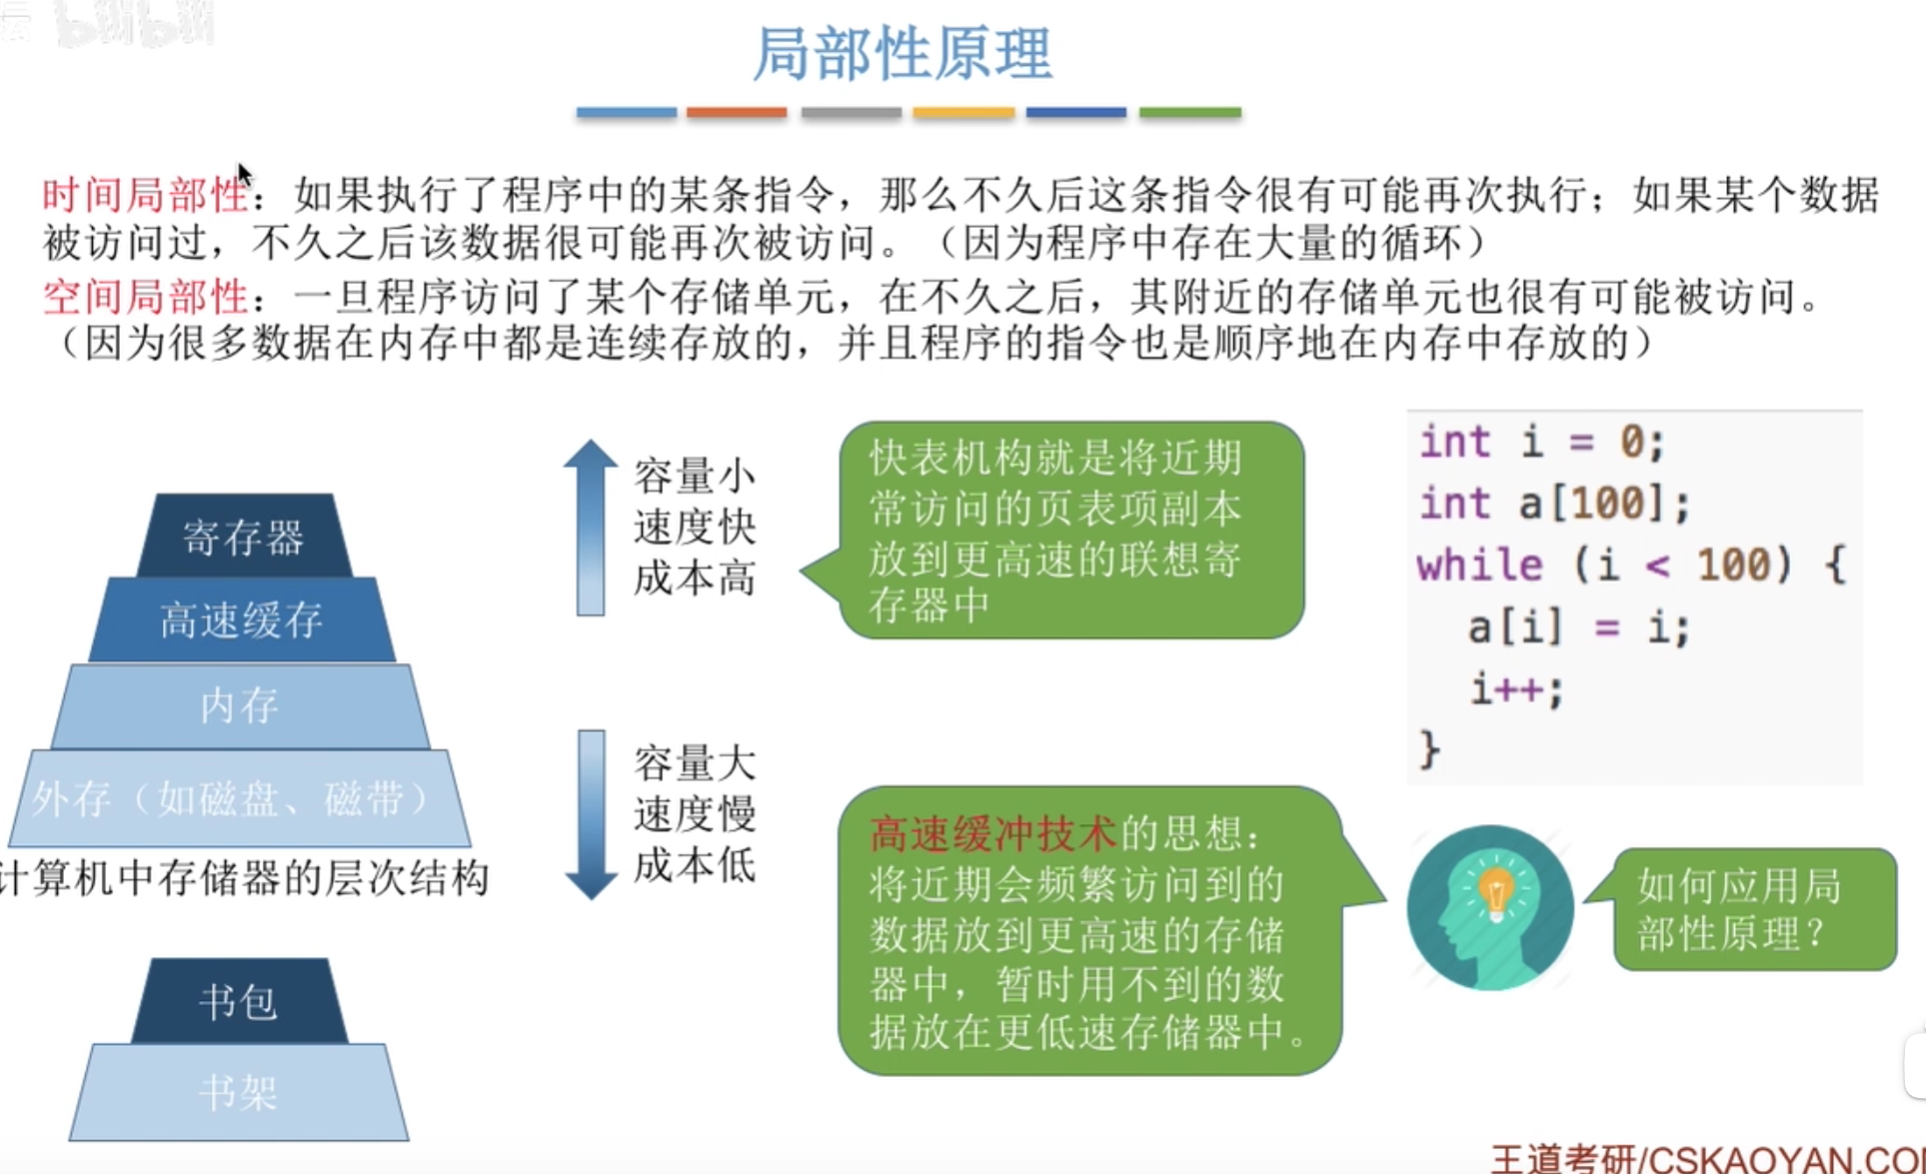 bilibili
局部性原理
时间局部性：如果执行了程序中的某条指令，那么不久后这条指令很有可能再次执行；如果某个数据
被访问过，不久之后该数据很可能再次被访问。（因为程序中存在大量的循环）
空间局部性：一旦程序访问了某个存储单元，在不久之后，其附近的存储单元也很有可能被访问。
（因为很多数据在内存中都是连续存放的，并且程序的指令也是顺序地在内存中存放的）
寄存器
高速缓存
内存
外存（如磁盘、磁带）
计算机中存储器的层次结构
书包
书架
容量小
速度快
成本高
容量大
速度慢
成本低
快表机构就是将近期
常访问的页表项副本
放到更高速的联想寄
存器中
高速缓冲技术的思想：
将近期会频繁访问到的
数据放到更高速的存储
器中，暂时用不到的数
据放在更低速存储器中。
int i = 0;
int a[100];
while (i < 100) {
a[i] = i;
i++;
}
如何应用局
部性原理？
王道考研/CSKAOYAN.CO